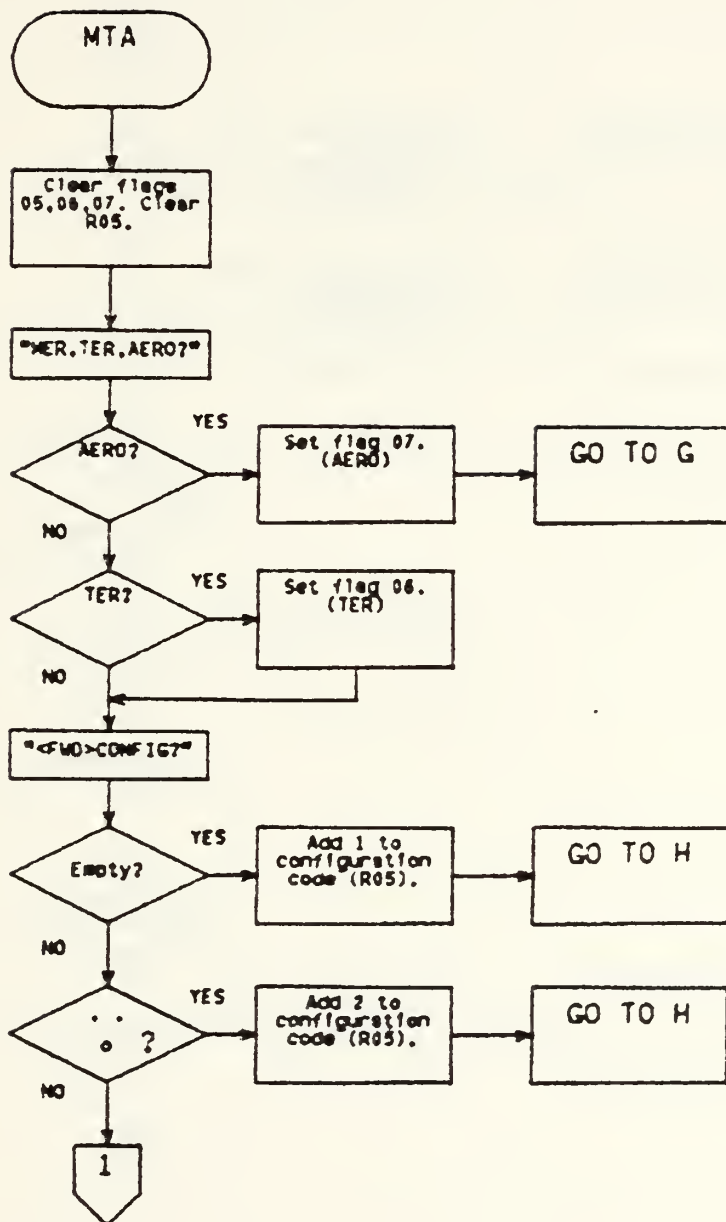 MTA
Clear flags
05,06,07. Clear
R05.
"MER,TER,AERO?"
AERO?
YES
Set flag 07.
(AERO)
GO TO G
NO
TER?
YES
Set flag 06.
(TER)
NO
"<FWD>CONFIG?"
Empty?
YES
Add 1 to
configuration
code (R05).
GO TO H
NO
. .
o ?
YES
Add 2 to
configuration
code (R05).
GO TO H
NO
1